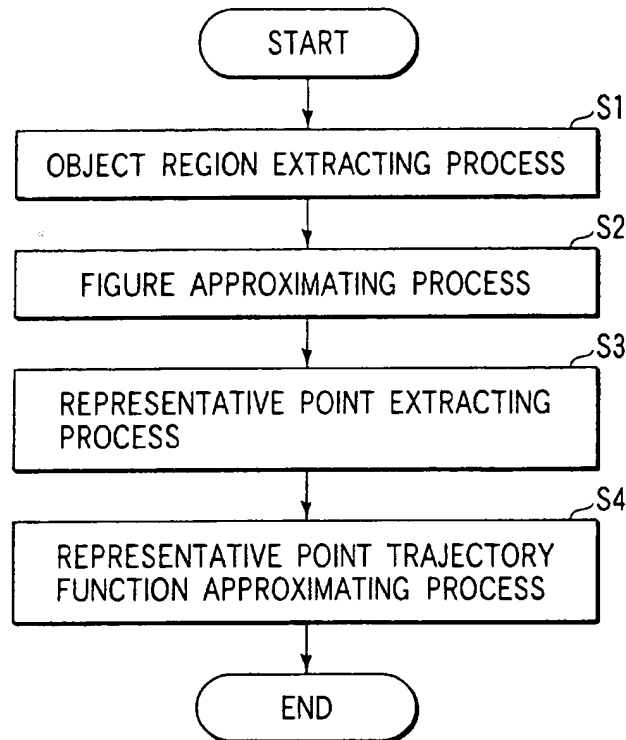 START
S1
OBJECT REGION EXTRACTING PROCESS
S2
FIGURE APPROXIMATING PROCESS
S3
REPRESENTATIVE POINT EXTRACTING
PROCESS
S4
REPRESENTATIVE POINT TRAJECTORY
FUNCTION APPROXIMATING PROCESS
END